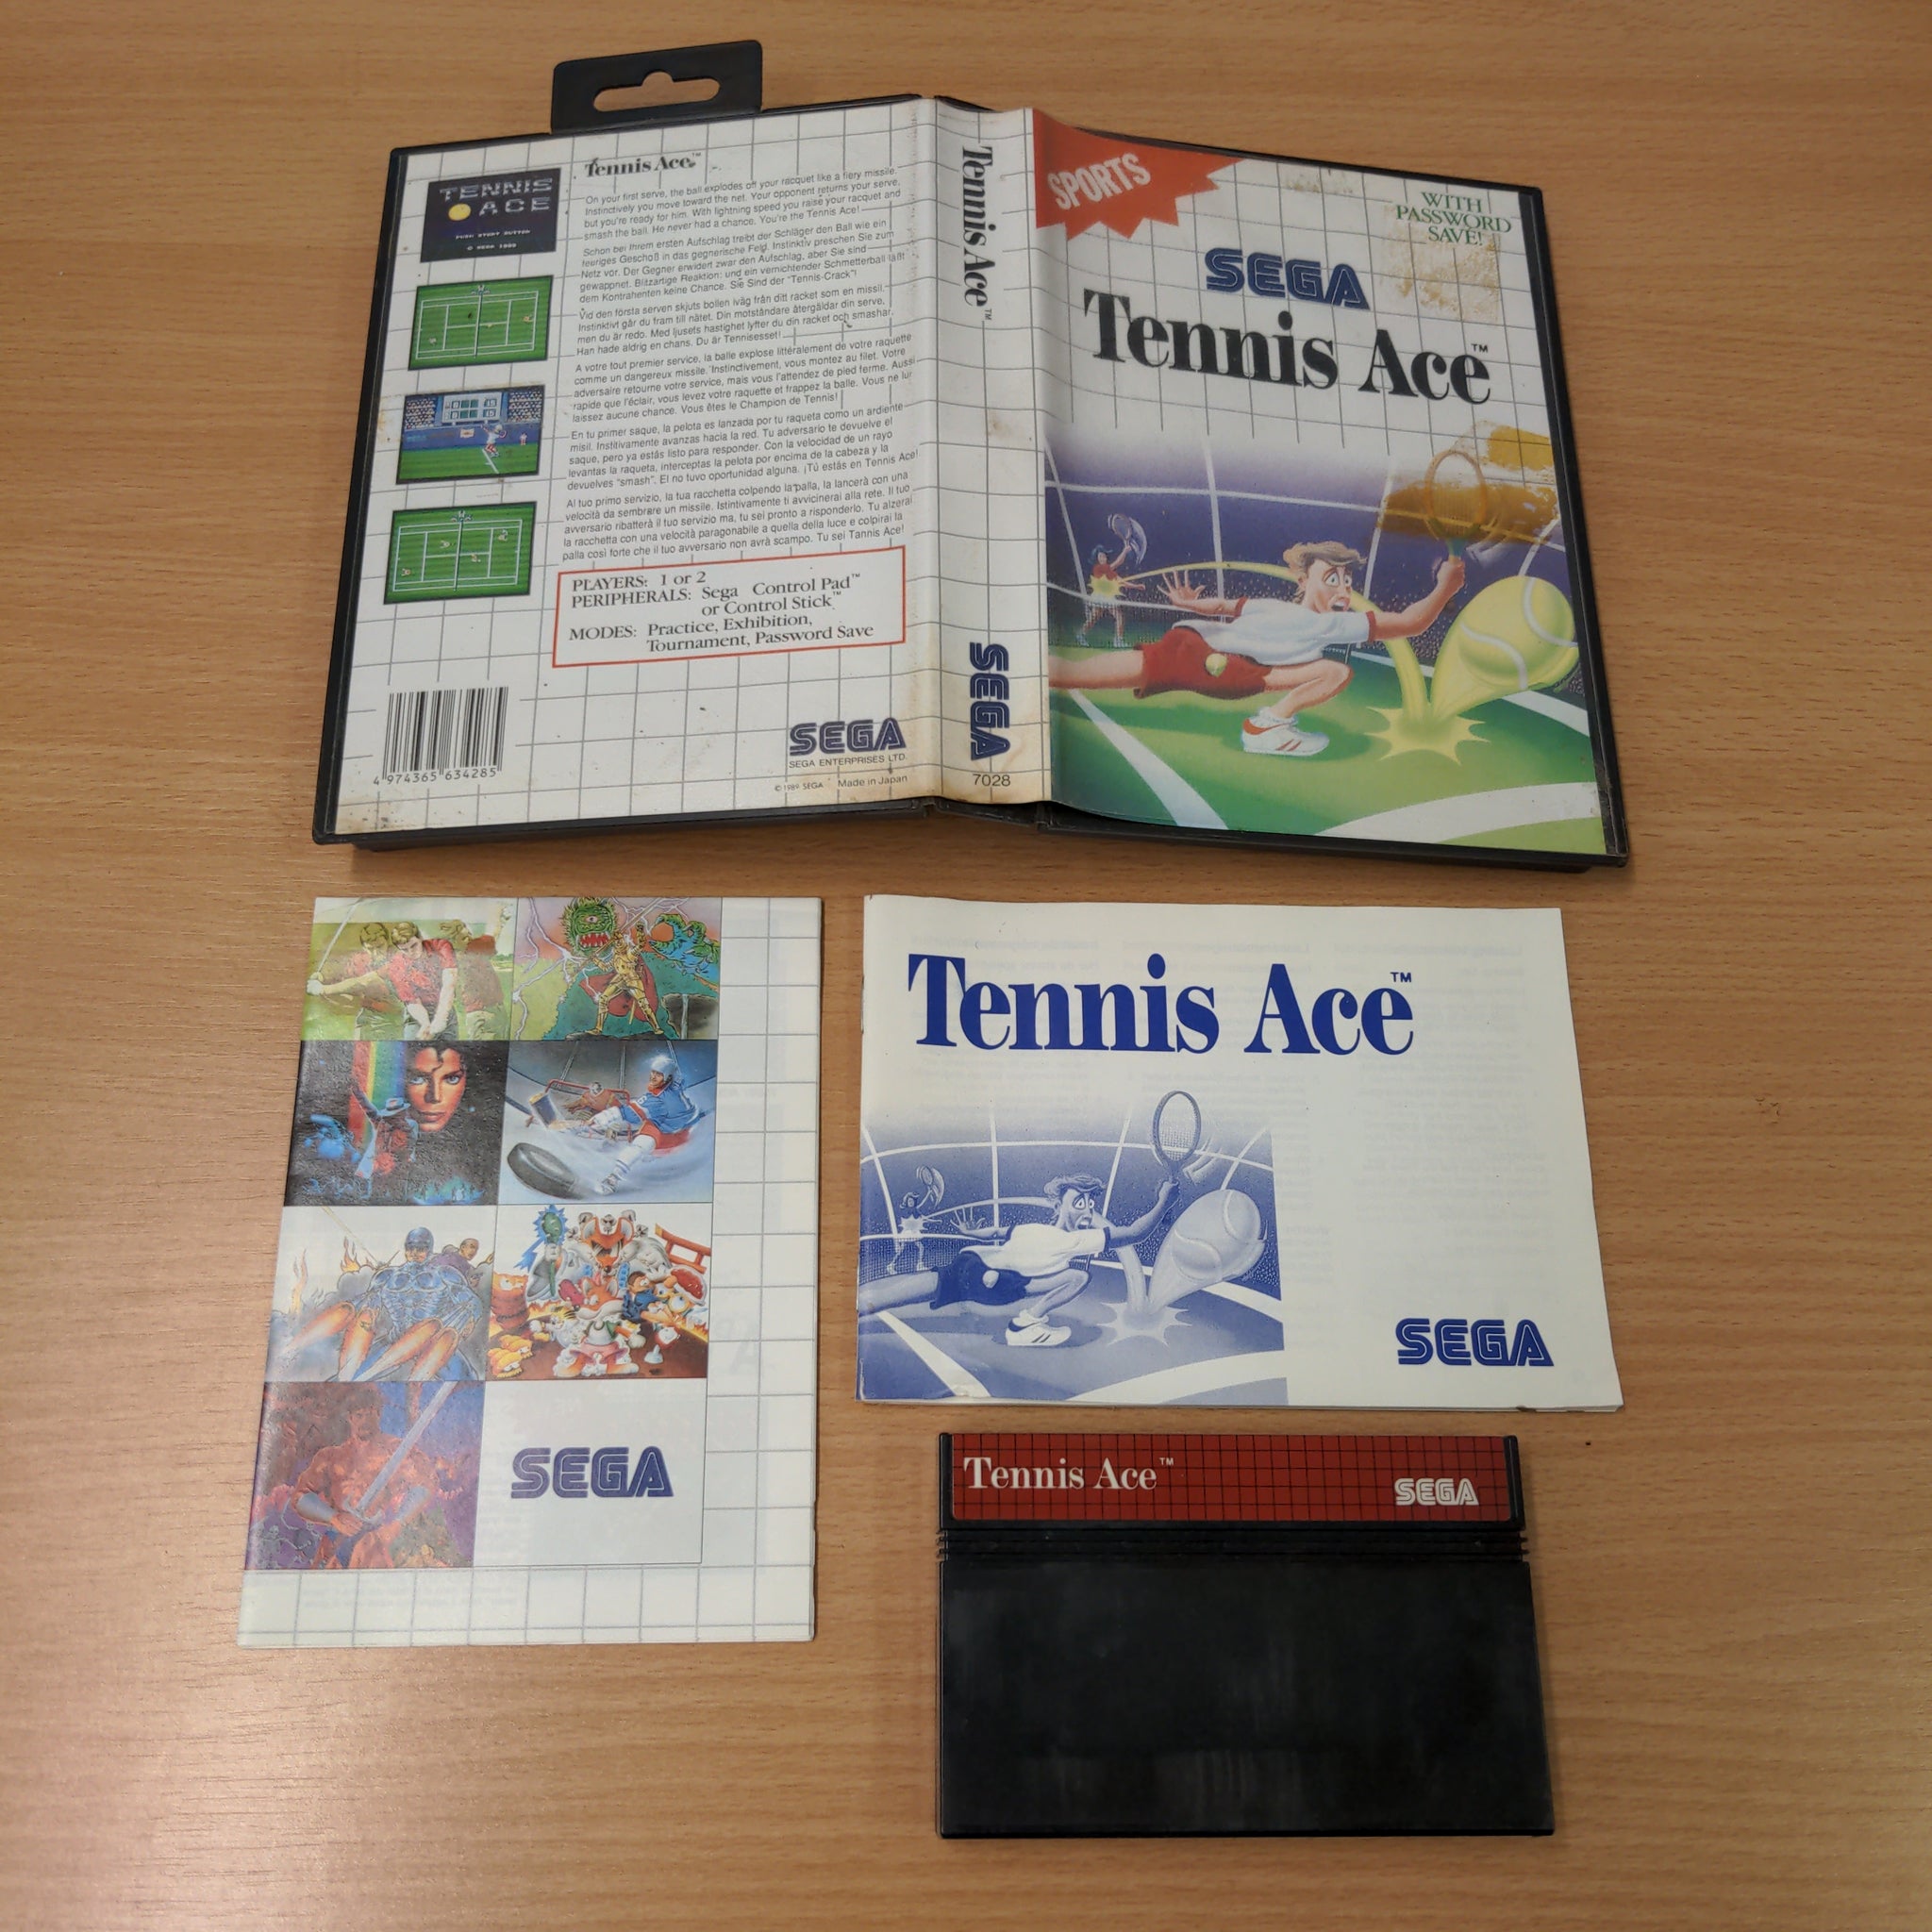 TENNIS
ACE
PUSH START BUTTON
© SEGA 1989
Tennis Ace™
On your first serve, the ball explodes off your racquet like a fiery missile.
Instinctively you move toward the net. Your opponent returns your serve,
but you're ready for him. With lightning speed you raise your racquet and
smash the ball. He never had a chance. You're the Tennis Ace!
Schon bei Ihrem ersten Aufschlag treibt der Schläger den Ball wie ein
feeriges Geschoß in das gegnerische Feld. Instinktiv preschen Sie zum
Netz vor. Der Gegner erwidert zwar den Aufschlag, aber Sie sind
gewappnet. Blitzartige Reaktion: und ein vernichtender Schmetterball läßt
dem Kontrahenten keine Chance. Sie Sind der "Tennis-Crack"!
Vid den första serven skjuts bollen iväg från ditt racket som en missil.
Instinktivt går du fram till nätet. Din motståndare återgäldar din serve,
men du är redo. Med ljusets hastighet lyfter du din racket och smashar.
Han hade aldrig en chans. Du är Tennisesset!
A votre tout premier service, la balle explose littéralement de votre raquette
comme un dangereux missile. Instinctivement, vous montez au filet. Votre
adversaire retourne votre service, mais vous l'attendez de pied ferme. Aussi
rapide que l'éclair, vous levez votre raquette et frappez la balle. Vous ne lui
laissez aucune chance. Vous êtes le Champion de Tennis!
En tu primer saque, la pelota es lanzada por tu raqueta como un ardiente
misil. Institivamente avanzas hacia la red. Tu adversario te devuelve el
saque, pero ya estás listo para responder. Con la velocidad de un rayo
levantas la raqueta, interceptas la pelota por encima de la cabeza y la
devuelves "smash". El no tuvo oportunidad alguna. ¡Tú estás en Tennis Ace!
Al tuo primo servizio, la tua racchetta colpendo la palla, la lancerà con una
velocità da sembrare un missile. Istintivamente ti avvicinerai alla rete. Il tuo
avversario ribatterà il tuo servizio ma, tu sei pronto a risponderlo. Tu alzerai
la racchetta con una velocità paragonabile a quella della luce e colpirai la
palla così forte che il tuo avversario non avrà scampo. Tu sei Tannis Ace!
PLAYERS: 1 or 2
PERIPHERALS: Sega Control Pad™
or Control Stick™
MODES: Practice, Exhibition,
Tournament, Password Save
4 974365 634285
SEGA
SEGA ENTERPRISES LTD.
© 1989 SEGA Made in Japan
Tennis Ace™
SEGA
7028
SPORTS
WITH
PASSWORD
SAVE!
SEGA
Tennis Ace™
SEGA
Tennis Ace™
SEGA
Tennis Ace™
SEGA